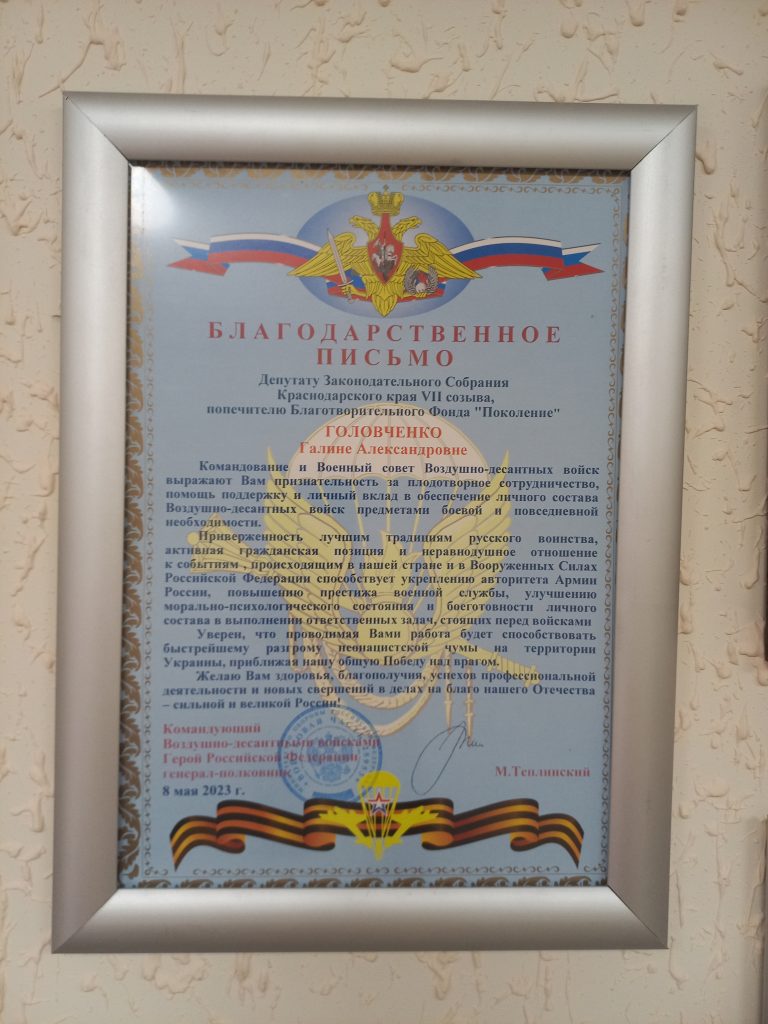 БЛАГОДАРСТВЕННОЕ
ПИСЬМО
Депутату Законодательного Собрания
Краснодарского края VII созыва,
попечителю Благотворительного Фонда "Поколение"
ГОЛОВЧЕНКО
Галине Александровне
Командование и Военный совет Воздушно-десантных войск
выражают Вам признательность за плодотворное сотрудничество,
помощь поддержку и личный вклад в обеспечение личного состава
Воздушно-десантных войск предметами боевой и повседневной
необходимости.
Приверженность лучшим традициям русского воинства,
активная гражданская позиция и неравнодушное отношение
к событиям , происходящим в нашей стране и в Вооруженных Силах
Российской Федерации способствует укреплению авторитета Армии
России, повышению престижа военной службы, улучшению
морально-психологического состояния и боеготовности личного
состава в выполнении ответственных задач, стоящих перед войсками
Уверен, что проводимая Вами работа будет способствовать
быстрейшему разгрому неонацистской чумы на территории
Украины, приближая нашу общую Победу над врагом.
Желаю Вам здоровья, благополучия, успехов профессиональной
деятельности и новых свершений в делах на благо нашего Отечества
– сильной и великой России!
Командующий
Воздушно-десантными войсками
Герой Российской Федерации
генерал-полковник
М.Теплинский
8 мая 2023 г.